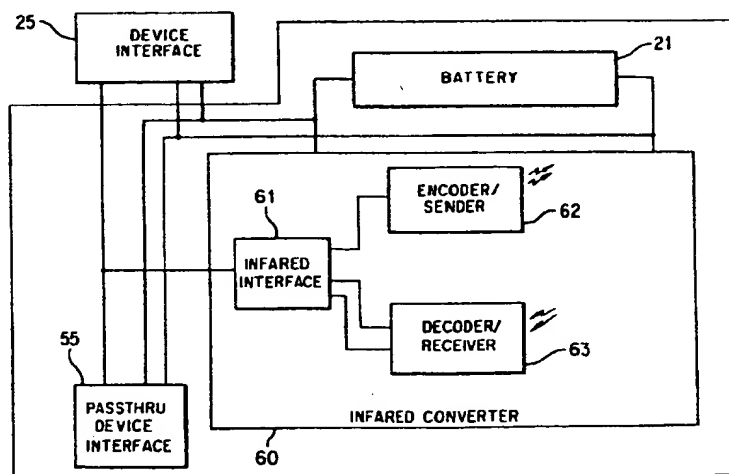 25
DEVICE
INTERFACE
21
BATTERY
61
ENCODER/
SENDER
62
INFARED
INTERFACE
DECODER/
RECEIVER
63
55
PASSTHRU
DEVICE
INTERFACE
INFARED CONVERTER
60